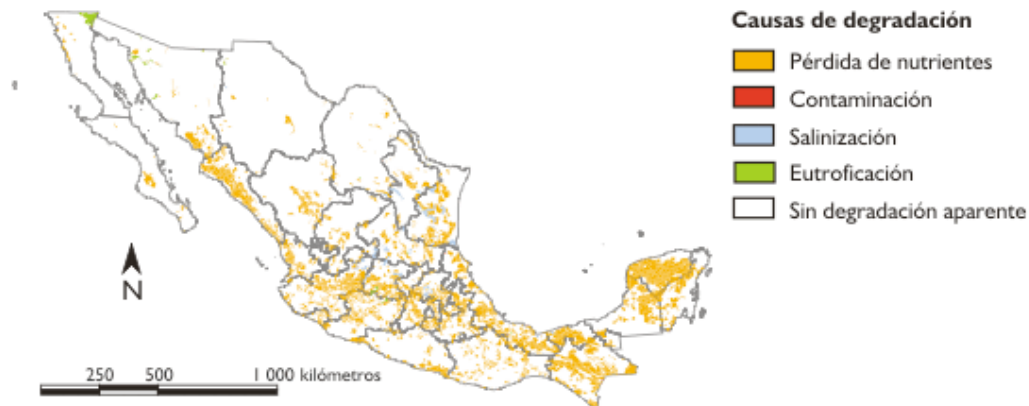 Causas de degradación
Pérdida de nutrientes
Contaminación
Salinización
Eutroficación
Sin degradación aparente
N
250 500 1 000 kilómetros